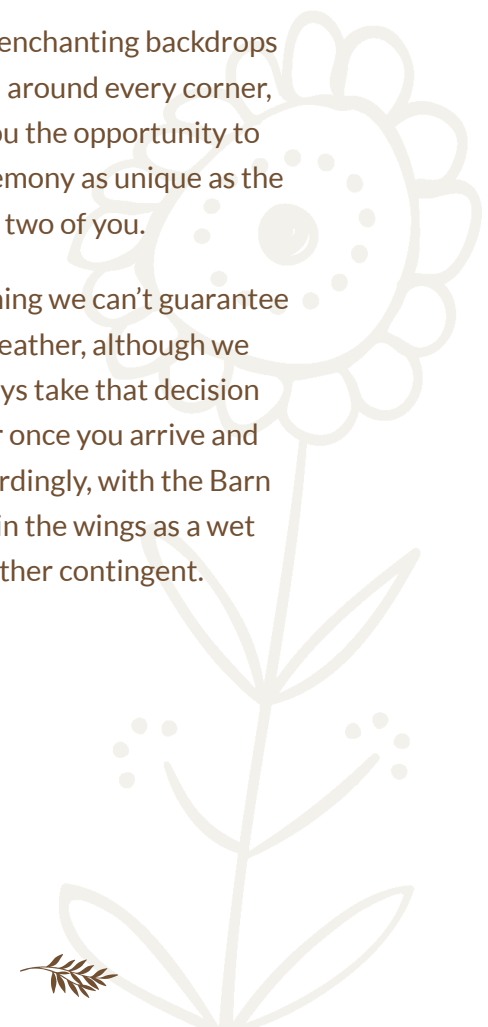 enchanting backdrops
around every corner,
ou the opportunity to
emony as unique as the
two of you.
ning we can’t guarantee
eather, although we
ys take that decision
r once you arrive and
rdingly, with the Barn
in the wings as a wet
ther contingent.